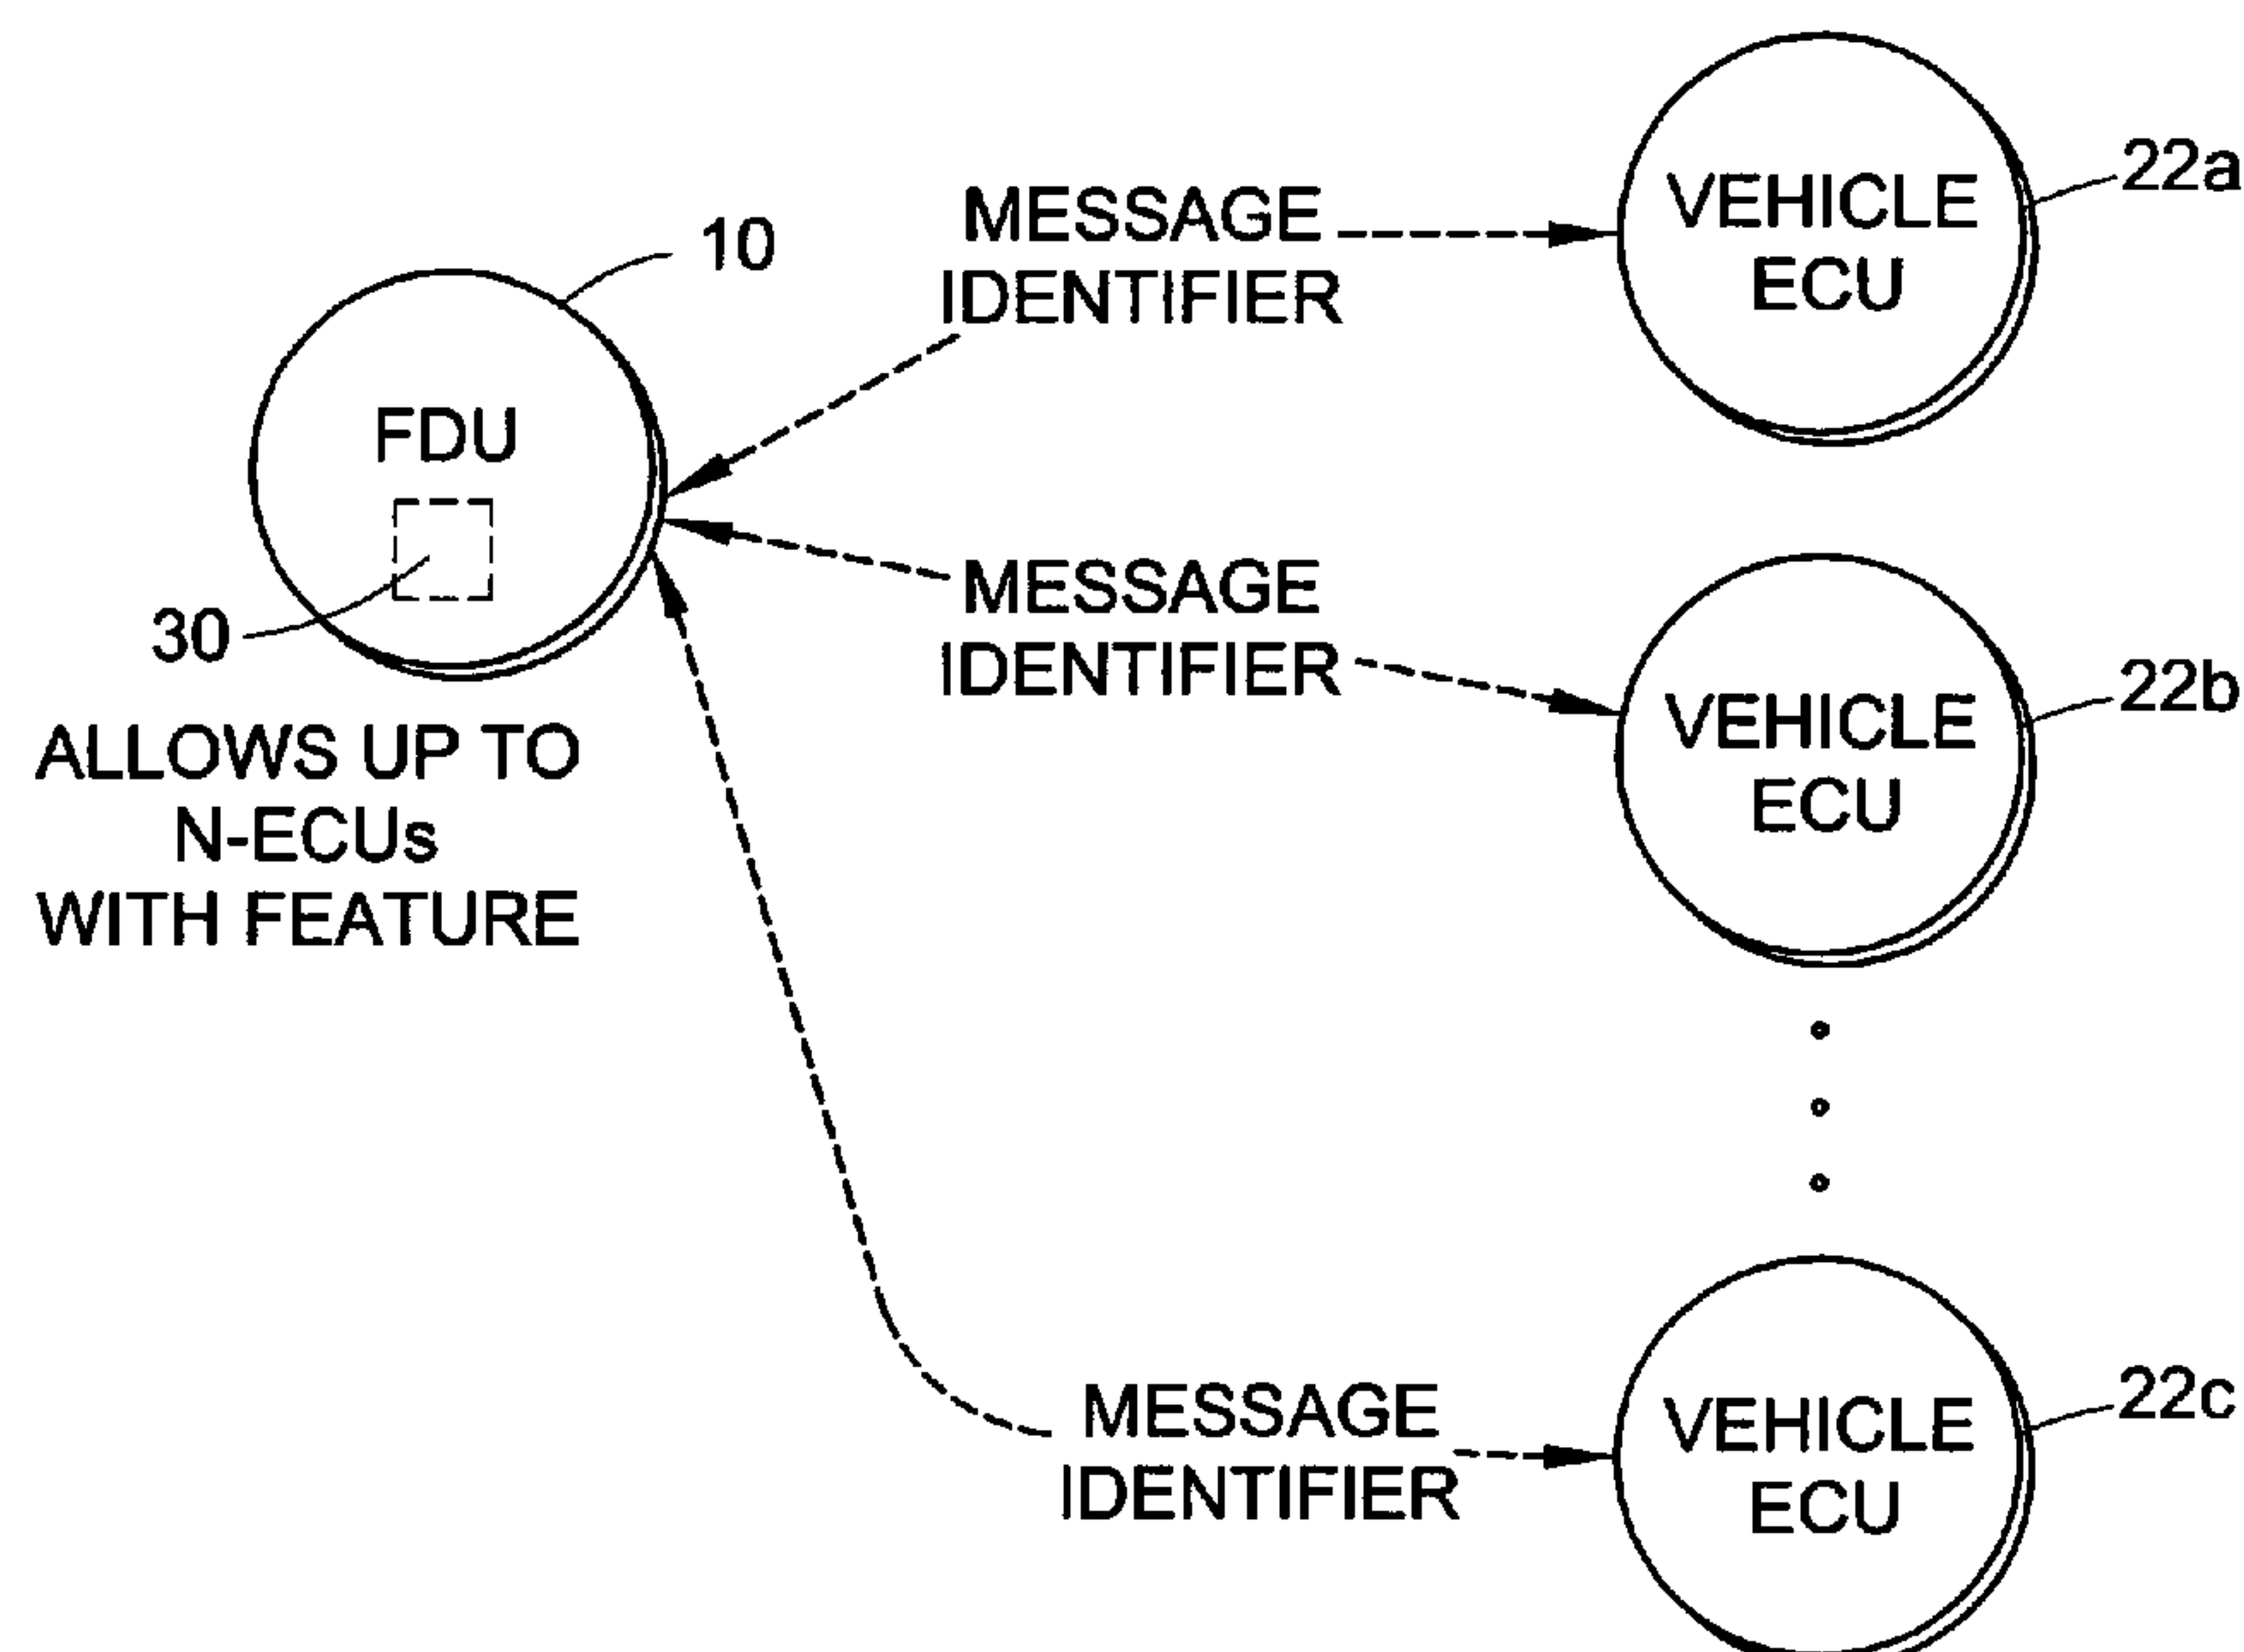 10
FDU
30
ALLOWS UP TO
N-ECUs
WITH FEATURE
MESSAGE
IDENTIFIER
VEHICLE
ECU
22a
MESSAGE
IDENTIFIER
VEHICLE
ECU
22b
MESSAGE
IDENTIFIER
VEHICLE
ECU
22c